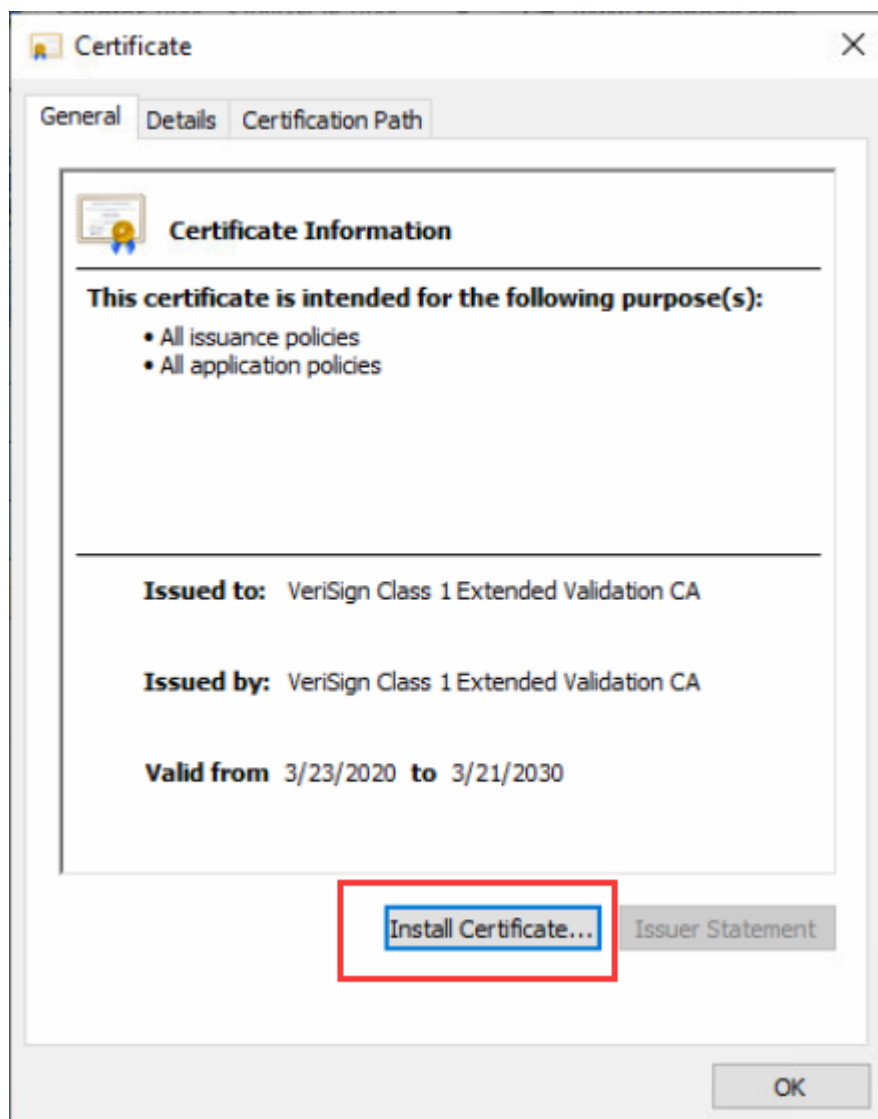 Certificate
General Details Certification Path
Certificate Information
This certificate is intended for the following purpose(s):
• All issuance policies
• All application policies
Issued to: VeriSign Class 1 Extended Validation CA
Issued by: VeriSign Class 1 Extended Validation CA
Valid from 3/23/2020 to 3/21/2030
Install Certificate... Issuer Statement
OK